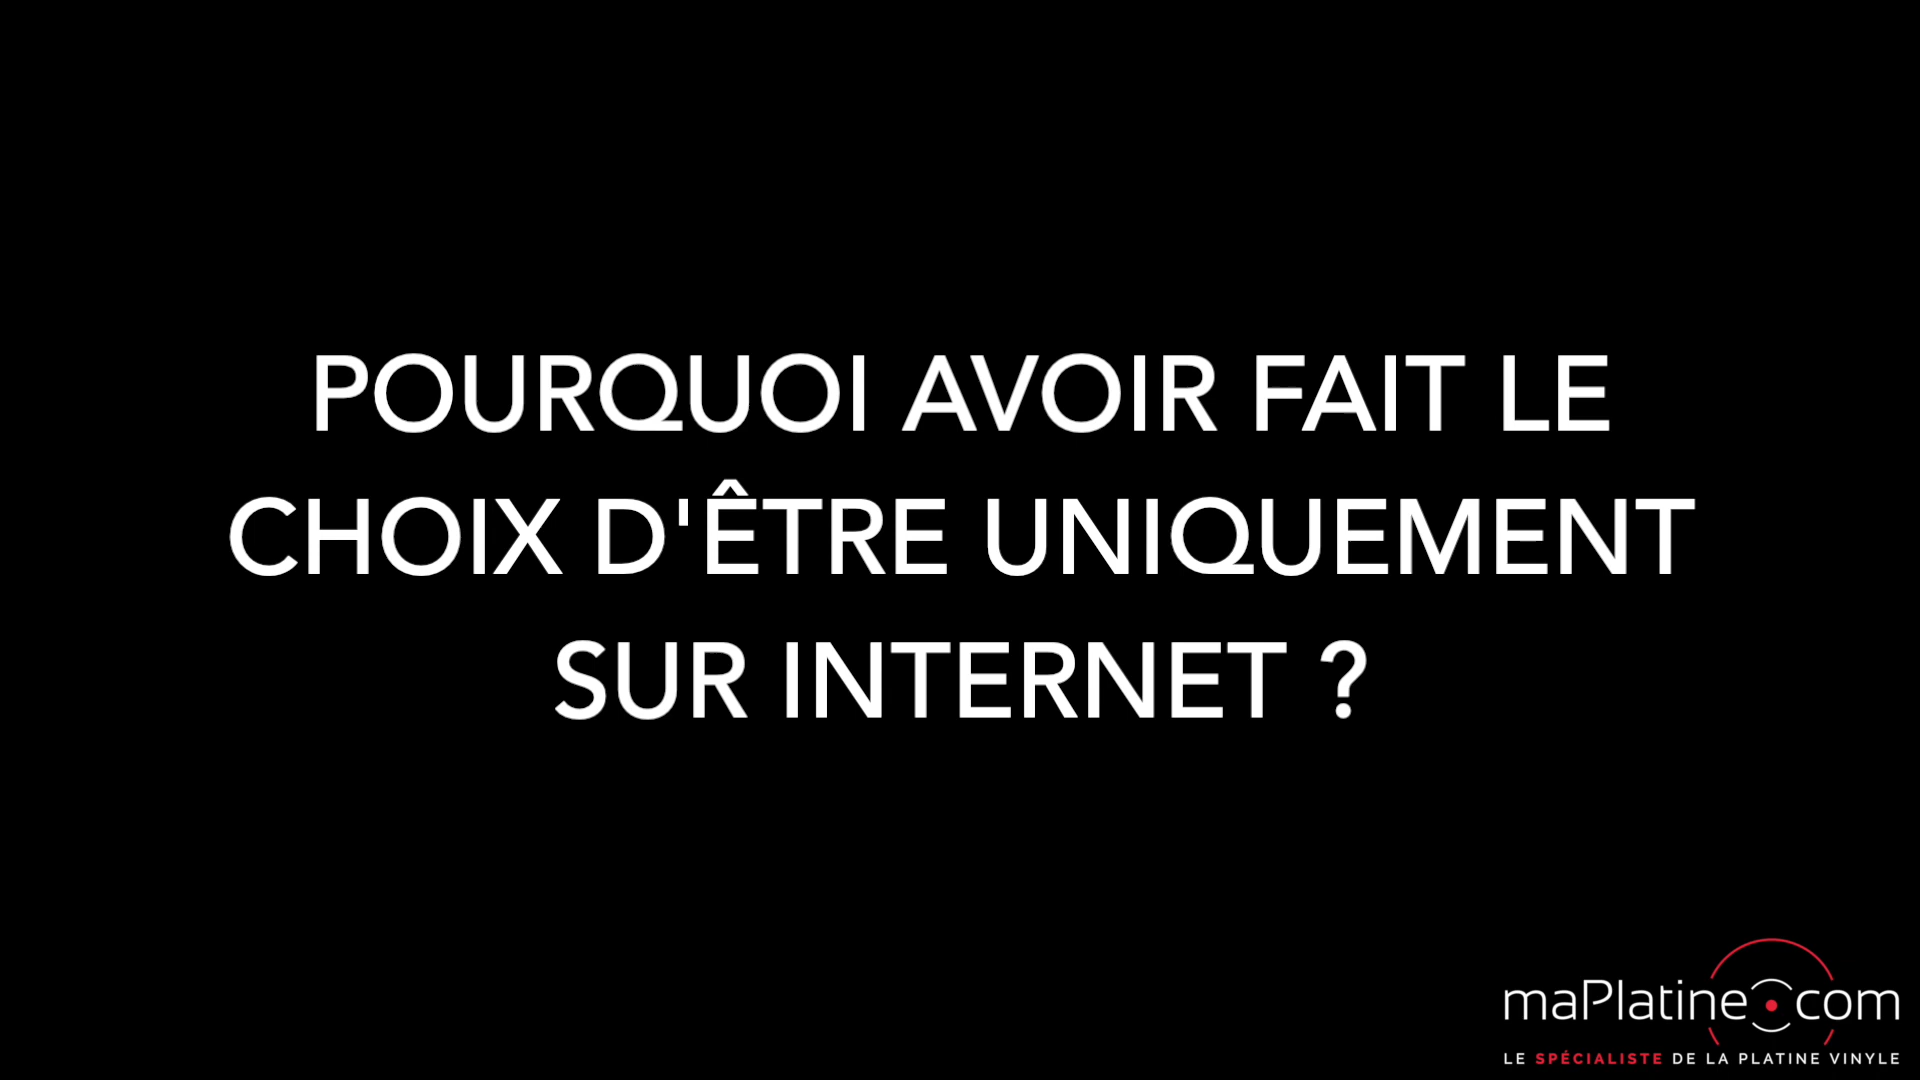 POURQUOI AVOIR FAIT LE
CHOIX D'ÊTRE UNIQUEMENT
SUR INTERNET ?
maPlatine.com
LE SPÉCIALISTE DE LA PLATINE VINYLE